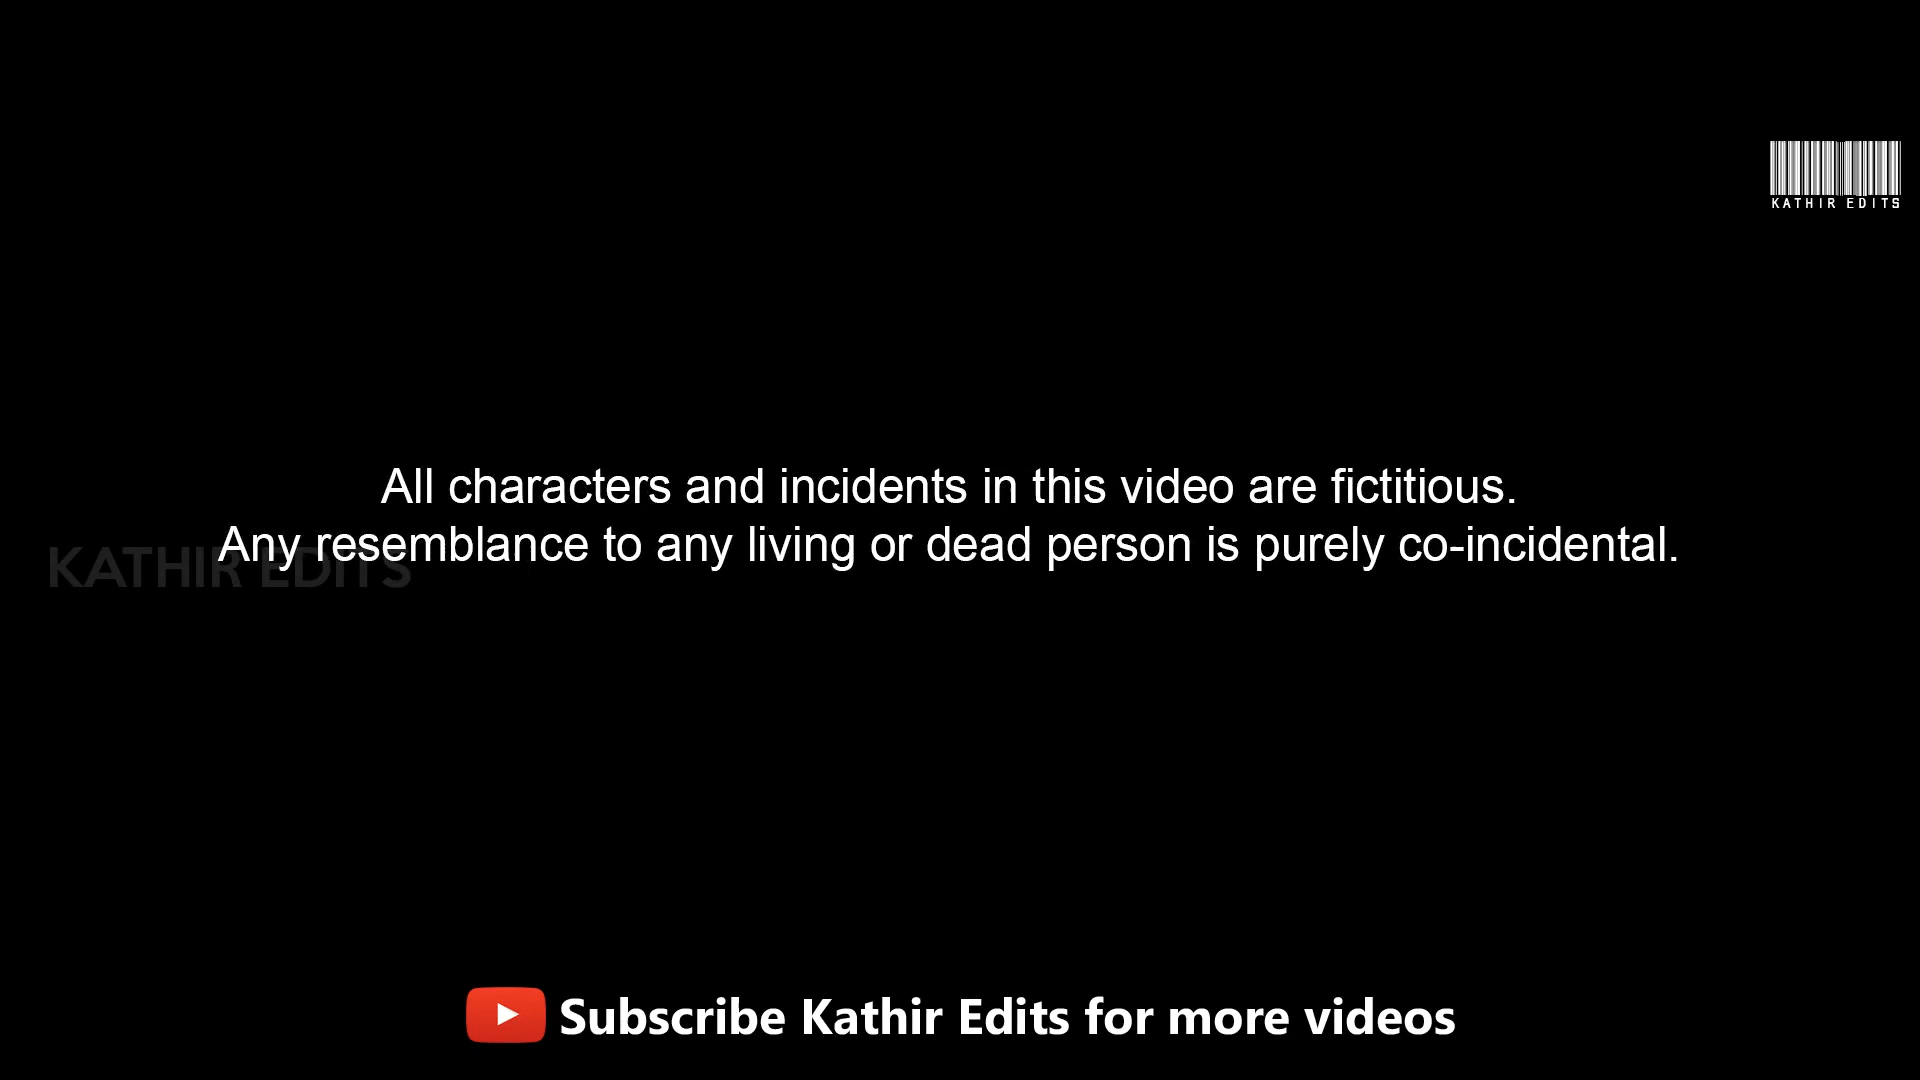 KATHIR EDITS
All characters and incidents in this video are fictitious.
Any resemblance to any living or dead person is purely co-incidental.
KATHIR EDITS
Subscribe Kathir Edits for more videos